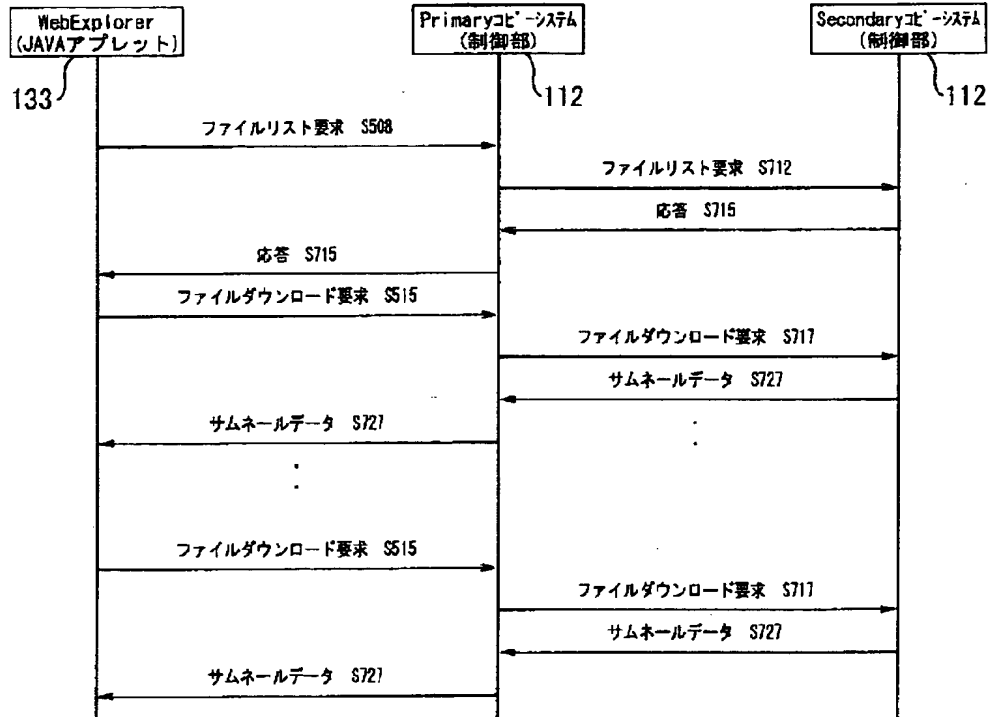 WebExplorer
(JAVAアプレット)
Primaryコピーシステム
(制御部)
Secondaryコピーシステム
(制御部)
133
112
112
ファイルリスト要求 S508
ファイルリスト要求 S712
応答 S715
応答 S715
ファイルダウンロード要求 S515
ファイルダウンロード要求 S717
サムネールデータ S727
サムネールデータ S727
ファイルダウンロード要求 S515
ファイルダウンロード要求 S717
サムネールデータ S727
サムネールデータ S727